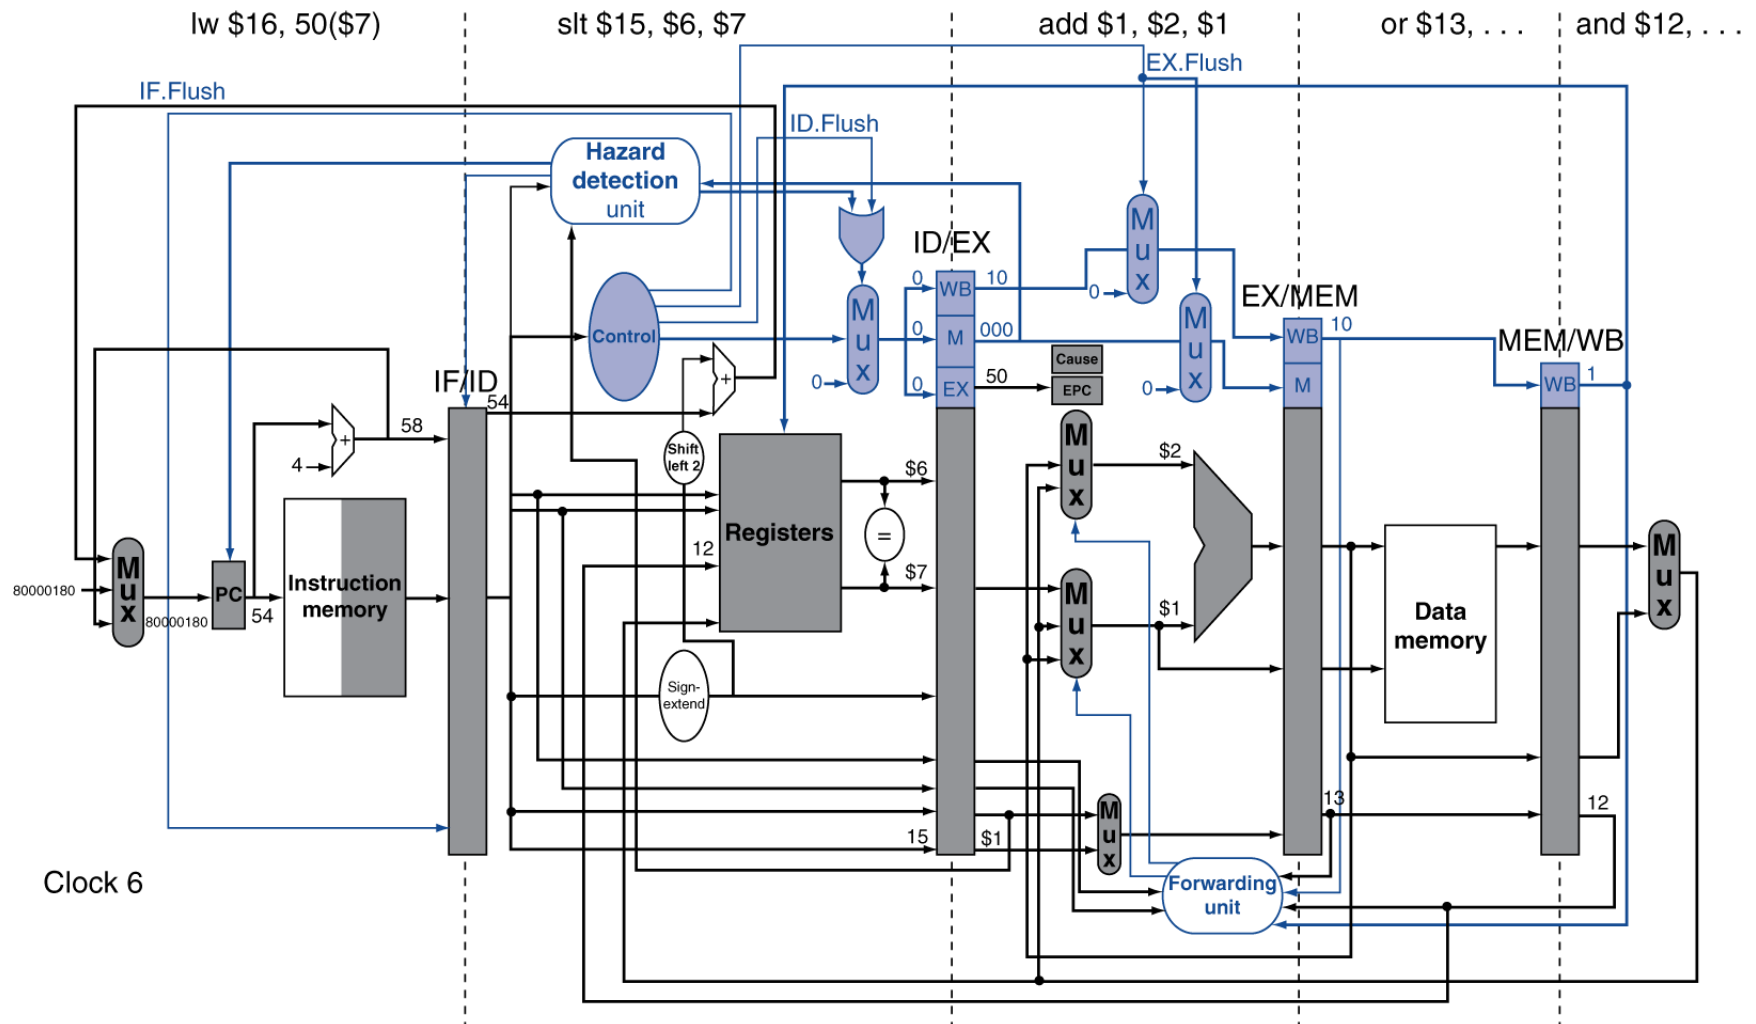 lw $16, 50($7)
slt $15, $6, $7
add $1, $2, $1
or $13, . . .
and $12, . . .
EX.Flush
IF.Flush
ID.Flush
Hazard
detection
unit
M
u
x
0
ID/EX
0
WB
10
Control
M
u
x
0
0
M
000
0
EX
50
Cause
EPC
M
u
x
0
EX/MEM
WB
10
M
MEM/WB
WB
1
IF/ID
54
+
58
+
4
Shift
left 2
M
u
x
$2
$6
=
$7
Registers
12
M
u
x
80000180
80000180
PC
54
Instruction
memory
M
u
x
$1
Data
memory
M
u
x
Sign-
extend
15
$1
M
u
x
13
12
Forwarding
unit
Clock 6